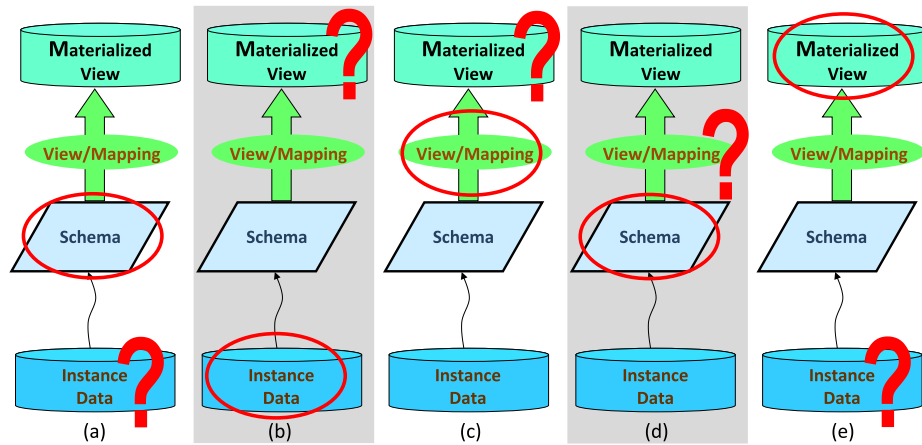 Materialized
View
View/Mapping
Schema
Instance
Data
?
(a)
Materialized
View
?
View/Mapping
Schema
Instance
Data
(b)
Materialized
View
?
View/Mapping
Schema
Instance
Data
(c)
Materialized
View
View/Mapping
?
Schema
Instance
Data
(d)
Materialized
View
View/Mapping
Schema
Instance
Data
?
(e)